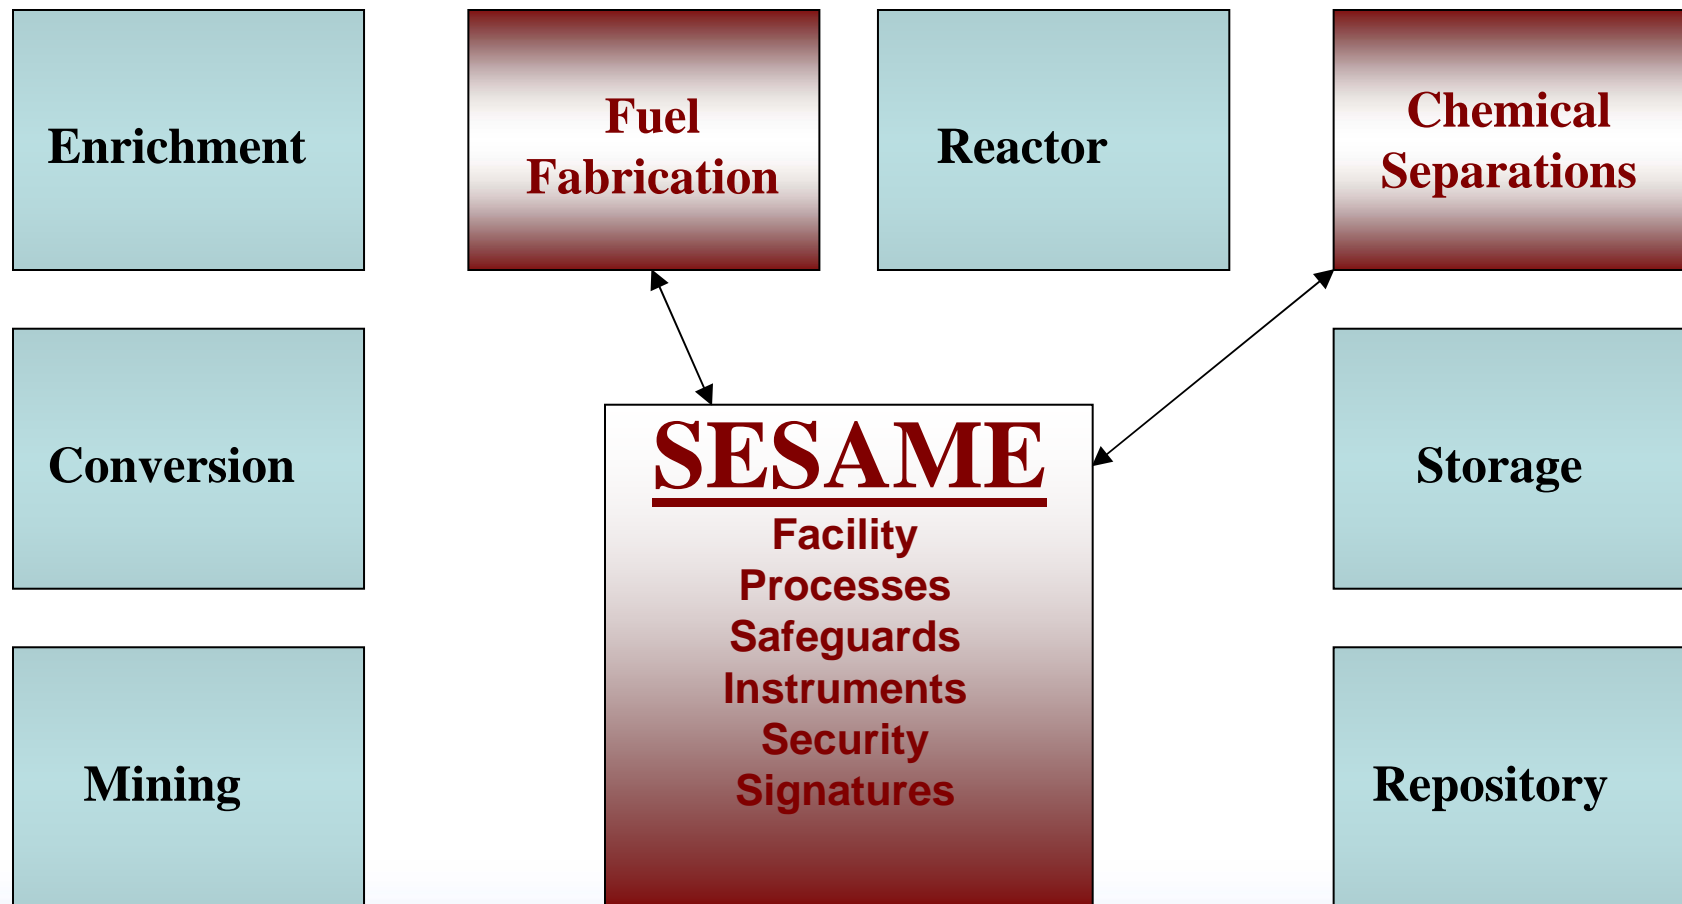 Enrichment
Fuel
Fabrication
Reactor
Chemical
Separations
Conversion
SESAME
Facility
Processes
Safeguards
Instruments
Security
Signatures
Storage
Mining
Repository